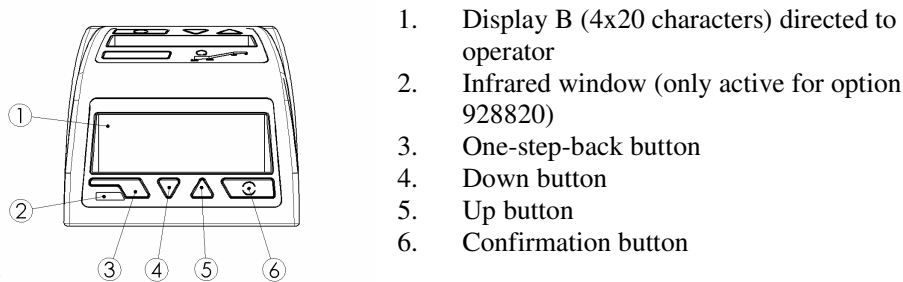 1
2
3
4
5
6
1. Display B (4x20 characters) directed to
operator
2. Infrared window (only active for option
928820)
3. One-step-back button
4. Down button
5. Up button
6. Confirmation button